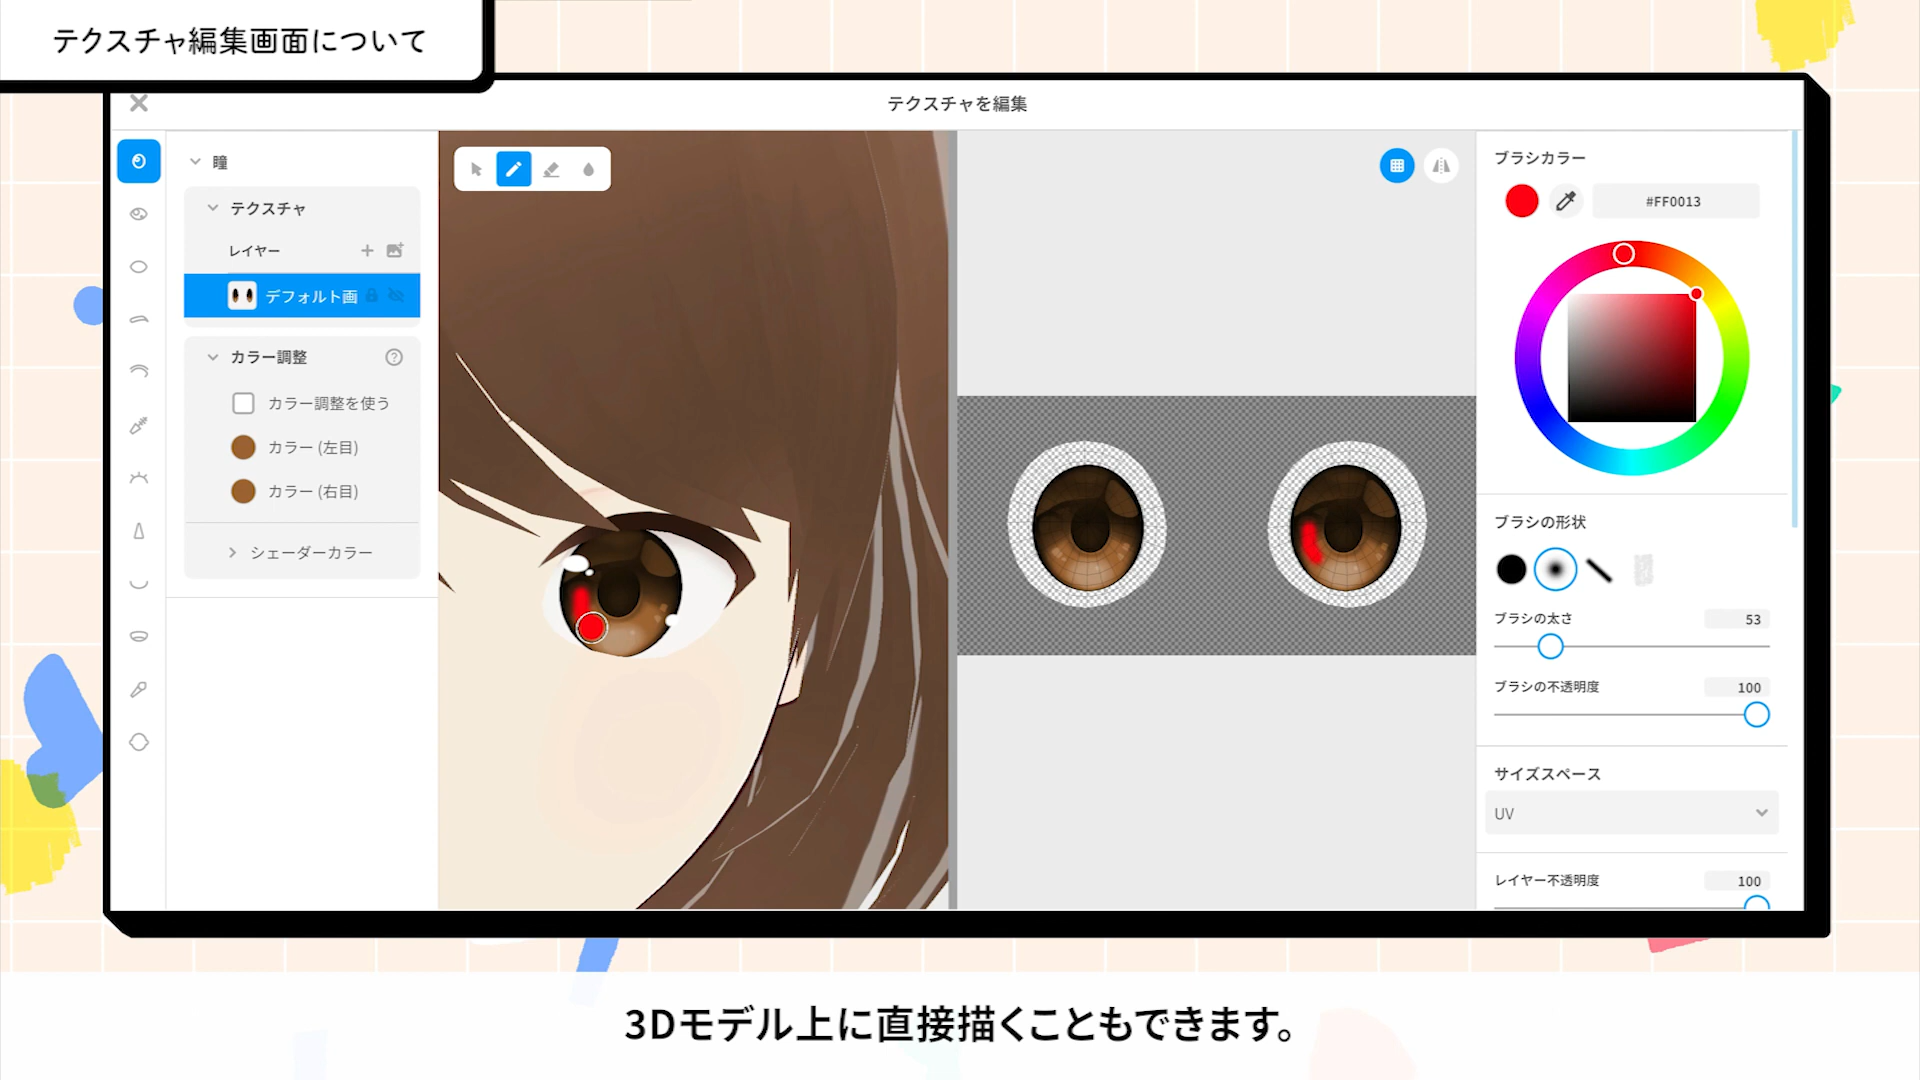 テクスチャ編集画面について
テクスチャを編集
瞳
テクスチャ
レイヤー
デフォルト画
カラー調整
カラー調整を使う
カラー (左目)
カラー (右目)
シェーダーカラー
ブラシカラー
#FF0013
ブラシの形状
ブラシの太さ 53
ブラシの不透明度 100
サイズスペース
UV
レイヤー不透明度 100
3Dモデル上に直接描くこともできます。